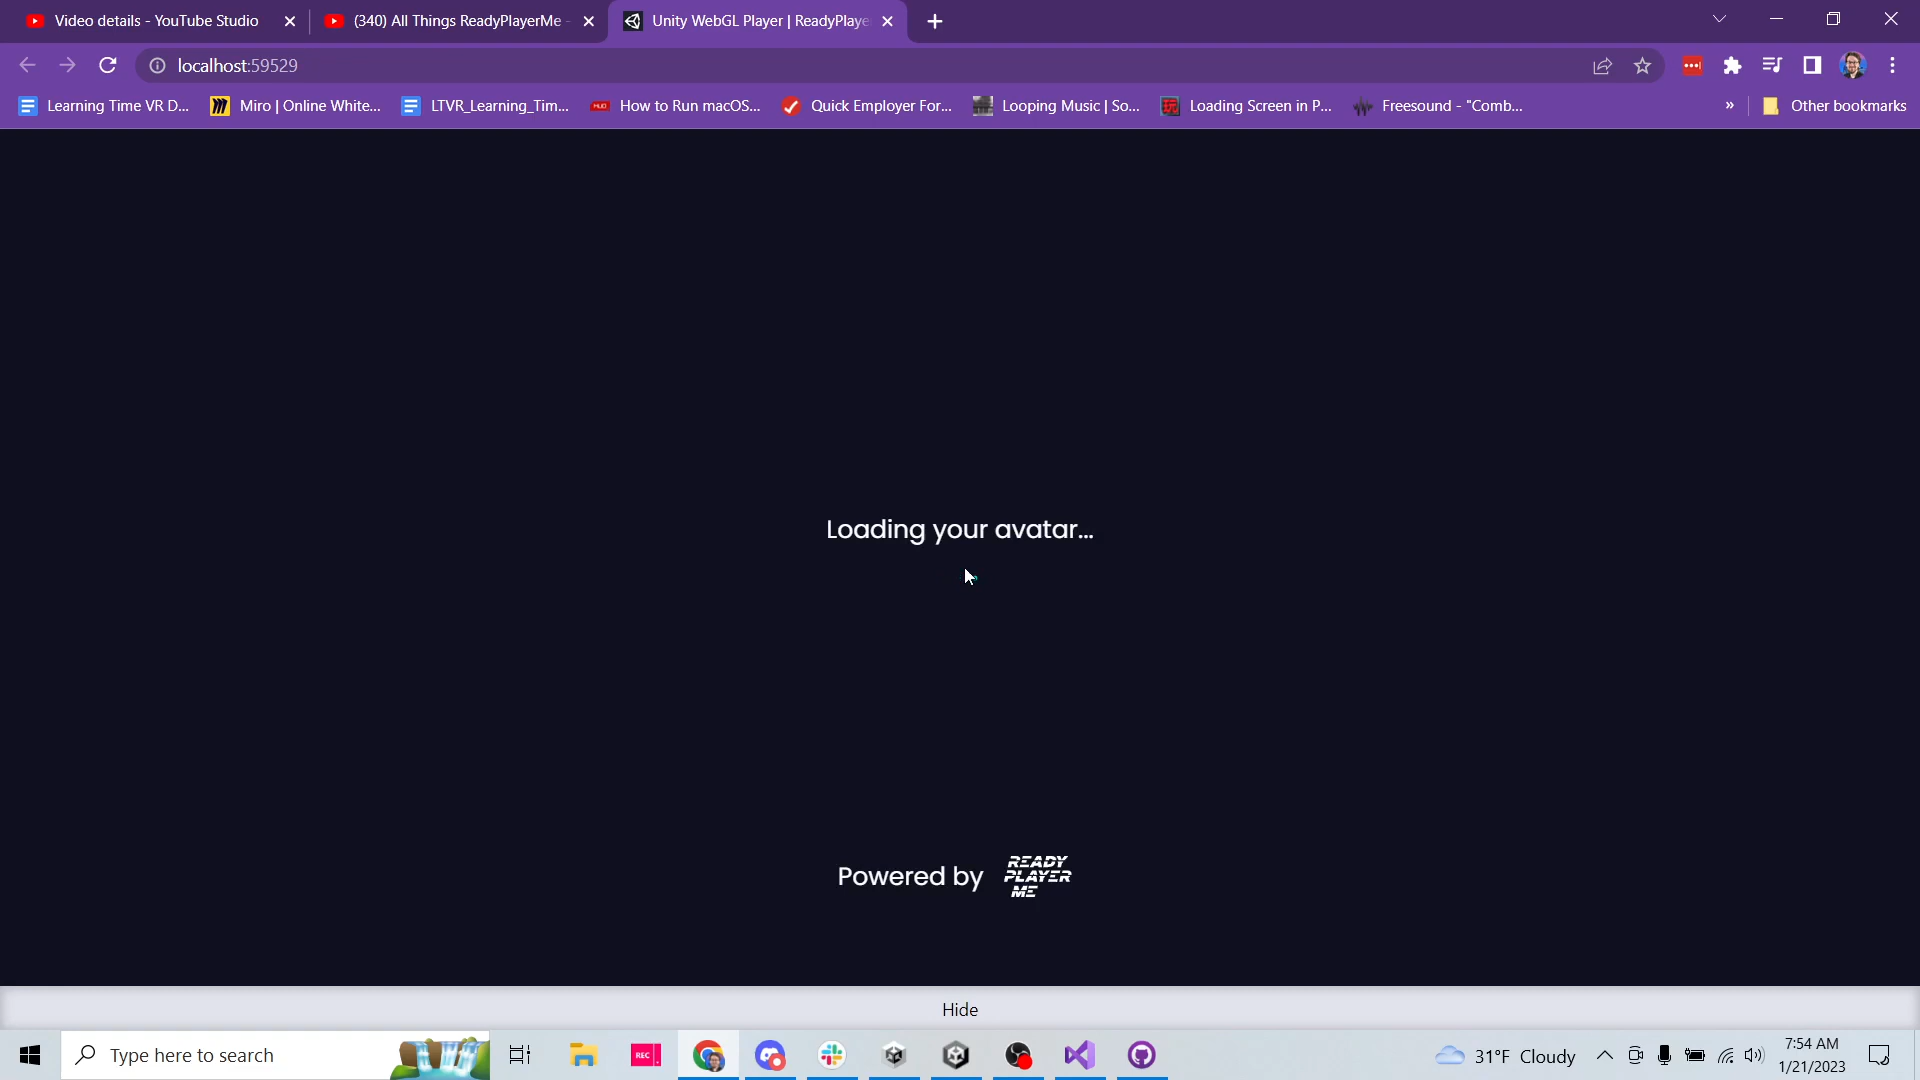 Video details - YouTube Studio
(340) All Things ReadyPlayerMe -
Unity WebGL Player | ReadyPlaye
localhost:59529
Learning Time VR D...
Miro | Online White...
LTVR_Learning_Tim...
How to Run macOS...
Quick Employer For...
Looping Music | So...
Loading Screen in P...
Freesound - "Comb...
»
Other bookmarks
Loading your avatar...
Powered by
READY
PLAYER
ME
Hide
Type here to search
REC
31°F Cloudy
7:54 AM
1/21/2023